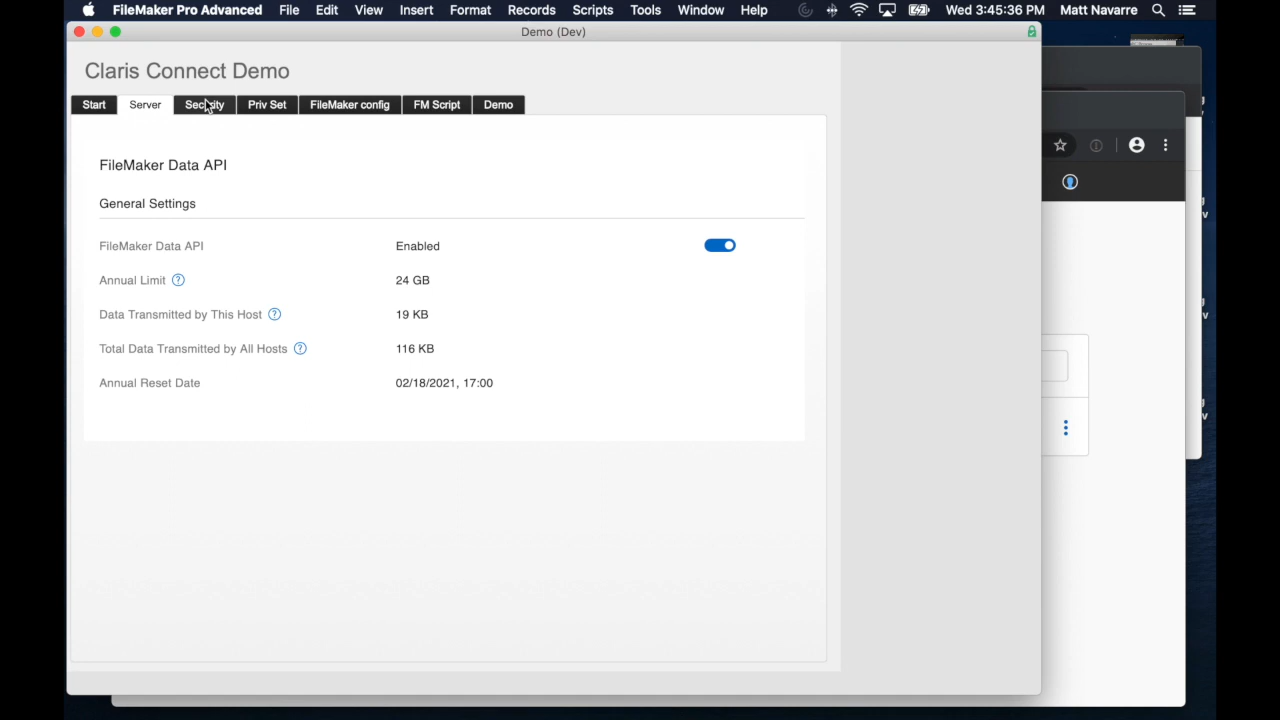 FileMaker Pro Advanced File Edit View Insert Format Records Scripts Tools Window Help Wed 3:45:36 PM Matt Navarre
Demo (Dev)
Claris Connect Demo
Start Server Security Priv Set FileMaker config FM Script Demo
FileMaker Data API
General Settings
FileMaker Data API Enabled
Annual Limit ? 24 GB
Data Transmitted by This Host ? 19 KB
Total Data Transmitted by All Hosts ? 116 KB
Annual Reset Date 02/18/2021, 17:00